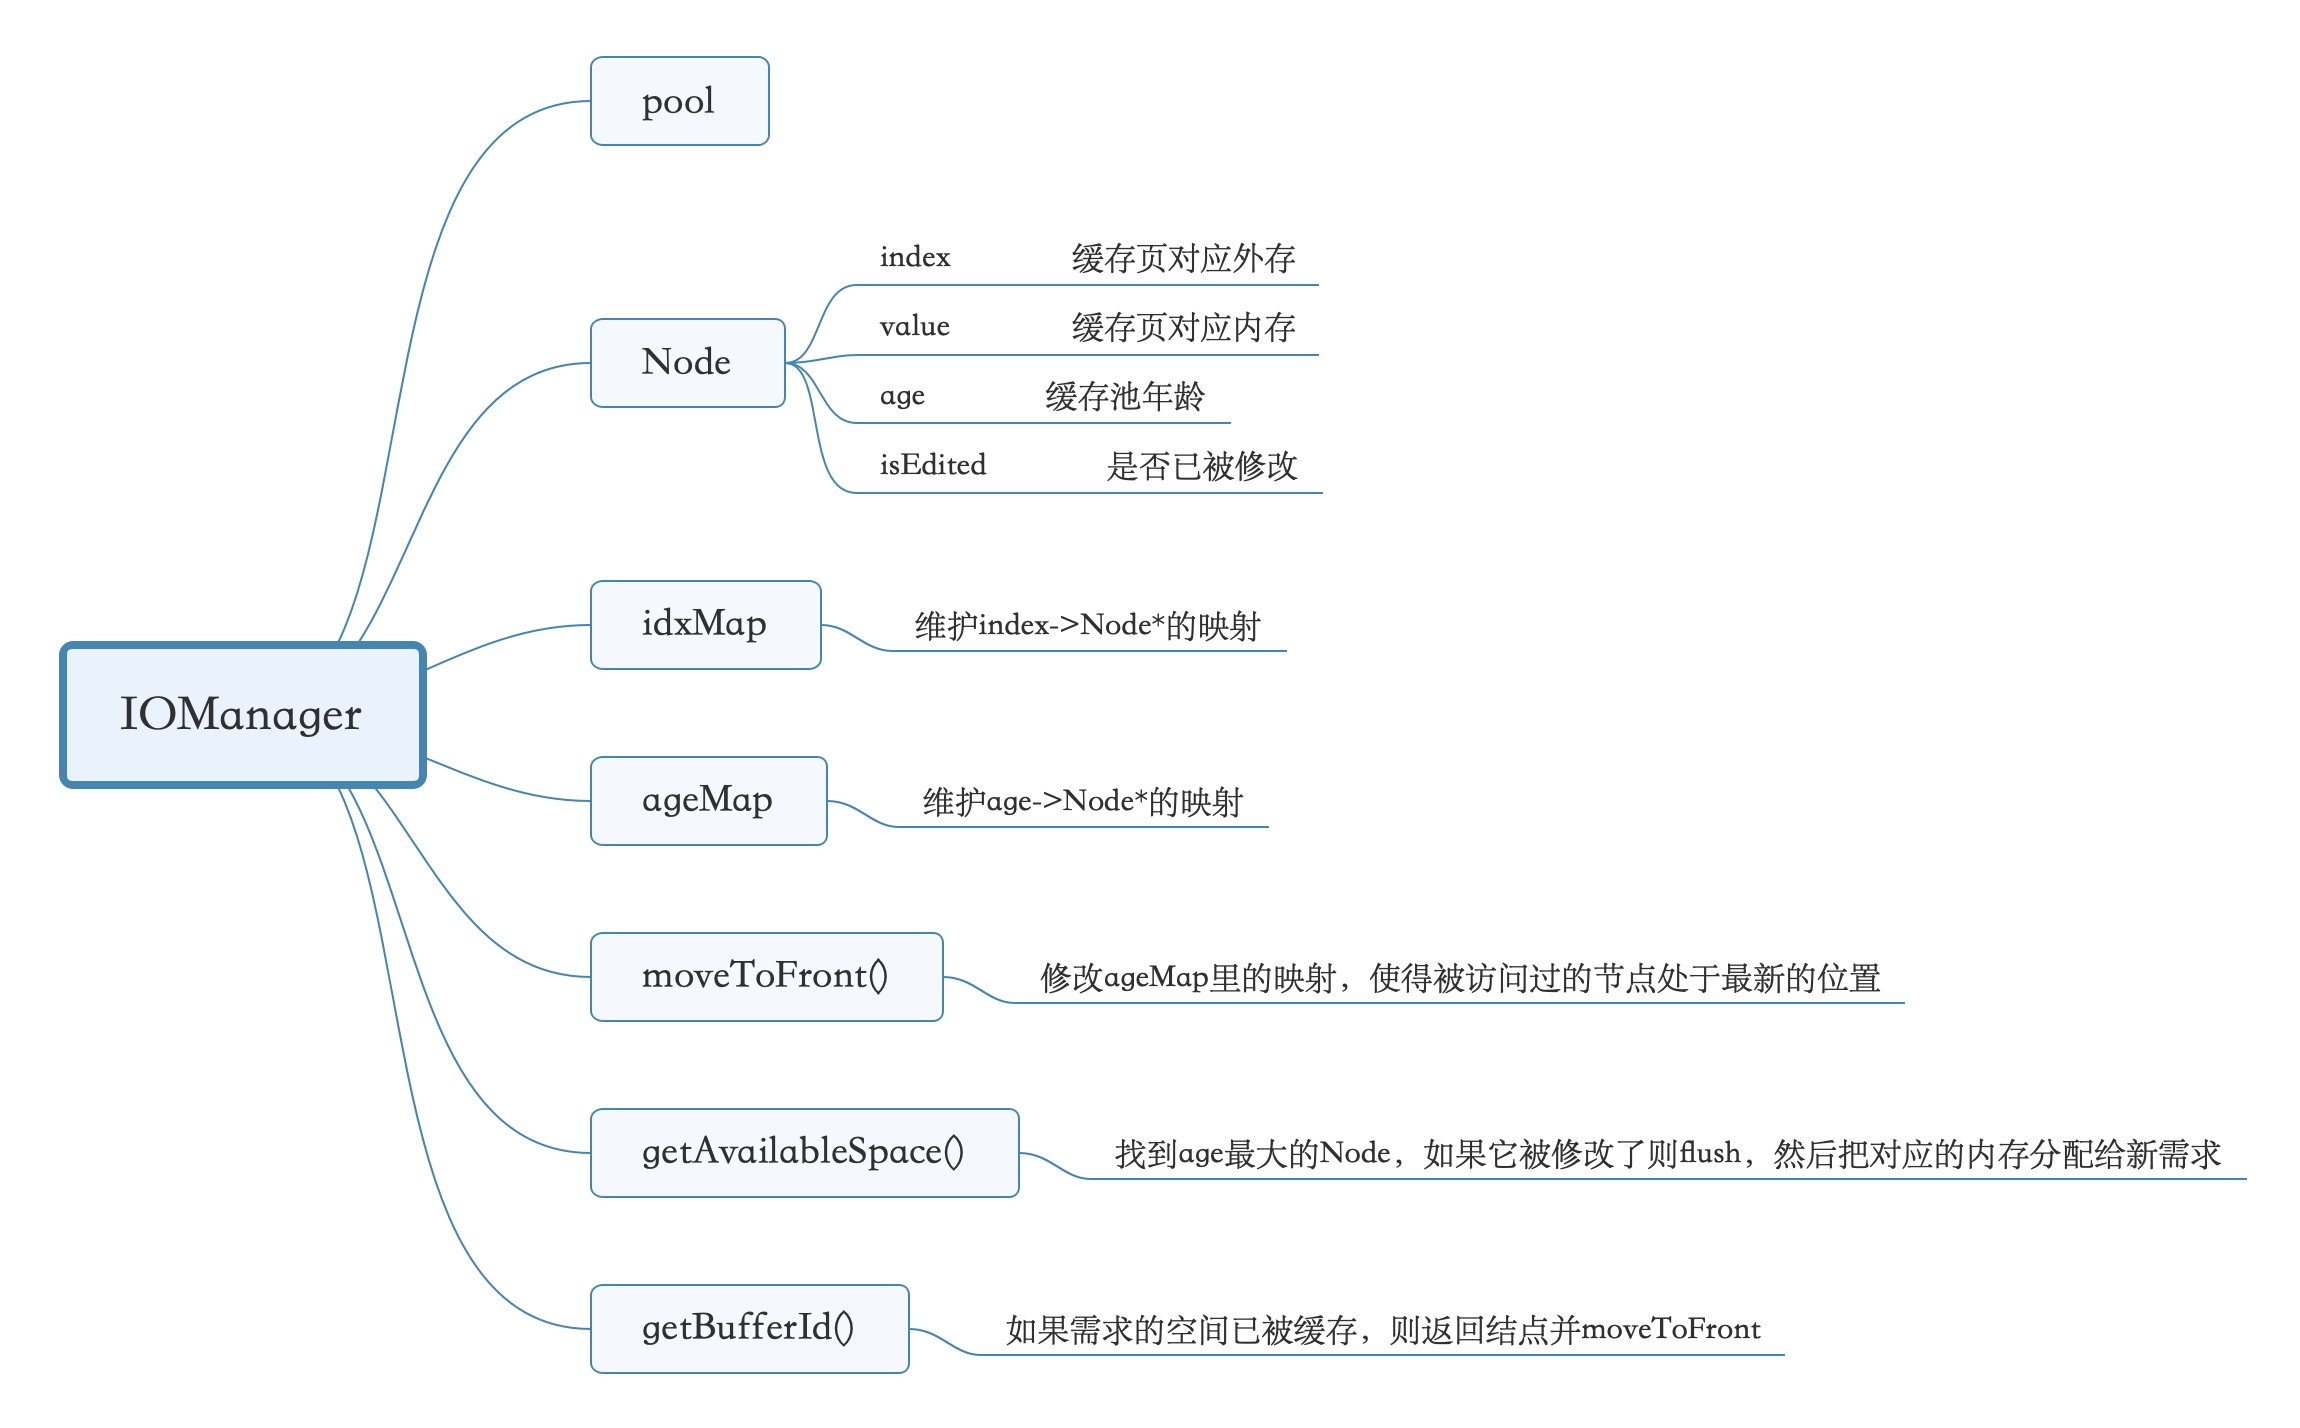 pool
index 缓存页对应外存
value 缓存页对应内存
Node
age 缓存池年龄
isEdited 是否已被修改
idxMap 维护index->Node*的映射
IOManager
ageMap 维护age->Node*的映射
moveToFront() 修改ageMap里的映射，使得被访问过的节点处于最新的位置
getAvailableSpace() 找到age最大的Node，如果它被修改了则flush，然后把对应的内存分配给新需求
getBufferId() 如果需求的空间已被缓存，则返回结点并moveToFront